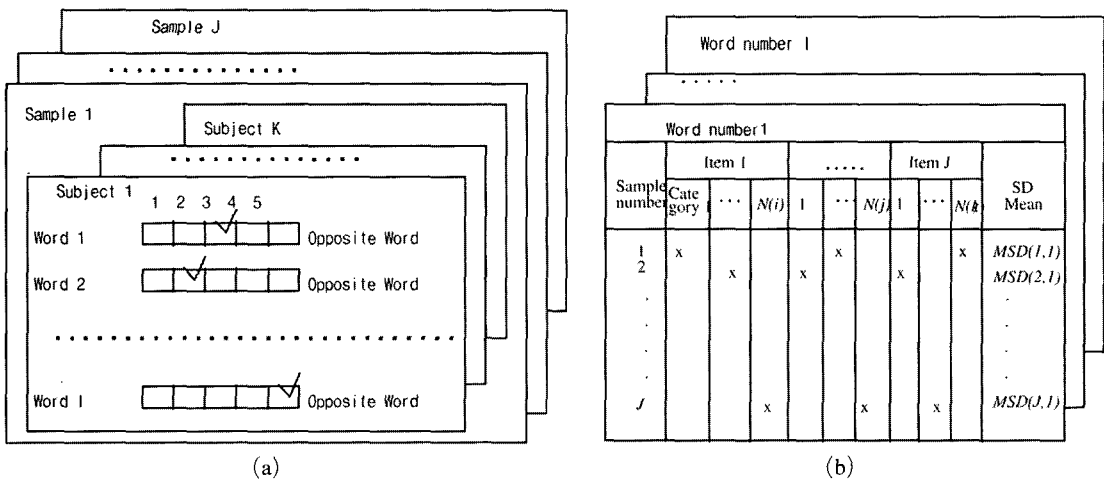 Sample J
. . . . . . . . . . . . . .
Sample 1
Subject K
. . . . . . . . . . . . . .
Subject 1
1 2 3 4 5
Word 1 Opposite Word
Word 2 Opposite Word
. . . . . . . . . . . . . . . . . . . . . . . . . . . . . . . . . .
Word I Opposite Word
(a)
Word number I
. . . . . .
Word number1
Item 1 ..... Item J
Sample number Category 1 ... N(i) 1 ... N(j) 1 ... N(k) SD Mean
1 x x x MSD(1,1)
2 x x x MSD(2,1)
. .
. .
. .
. .
J x x x MSD(J,1)
(b)